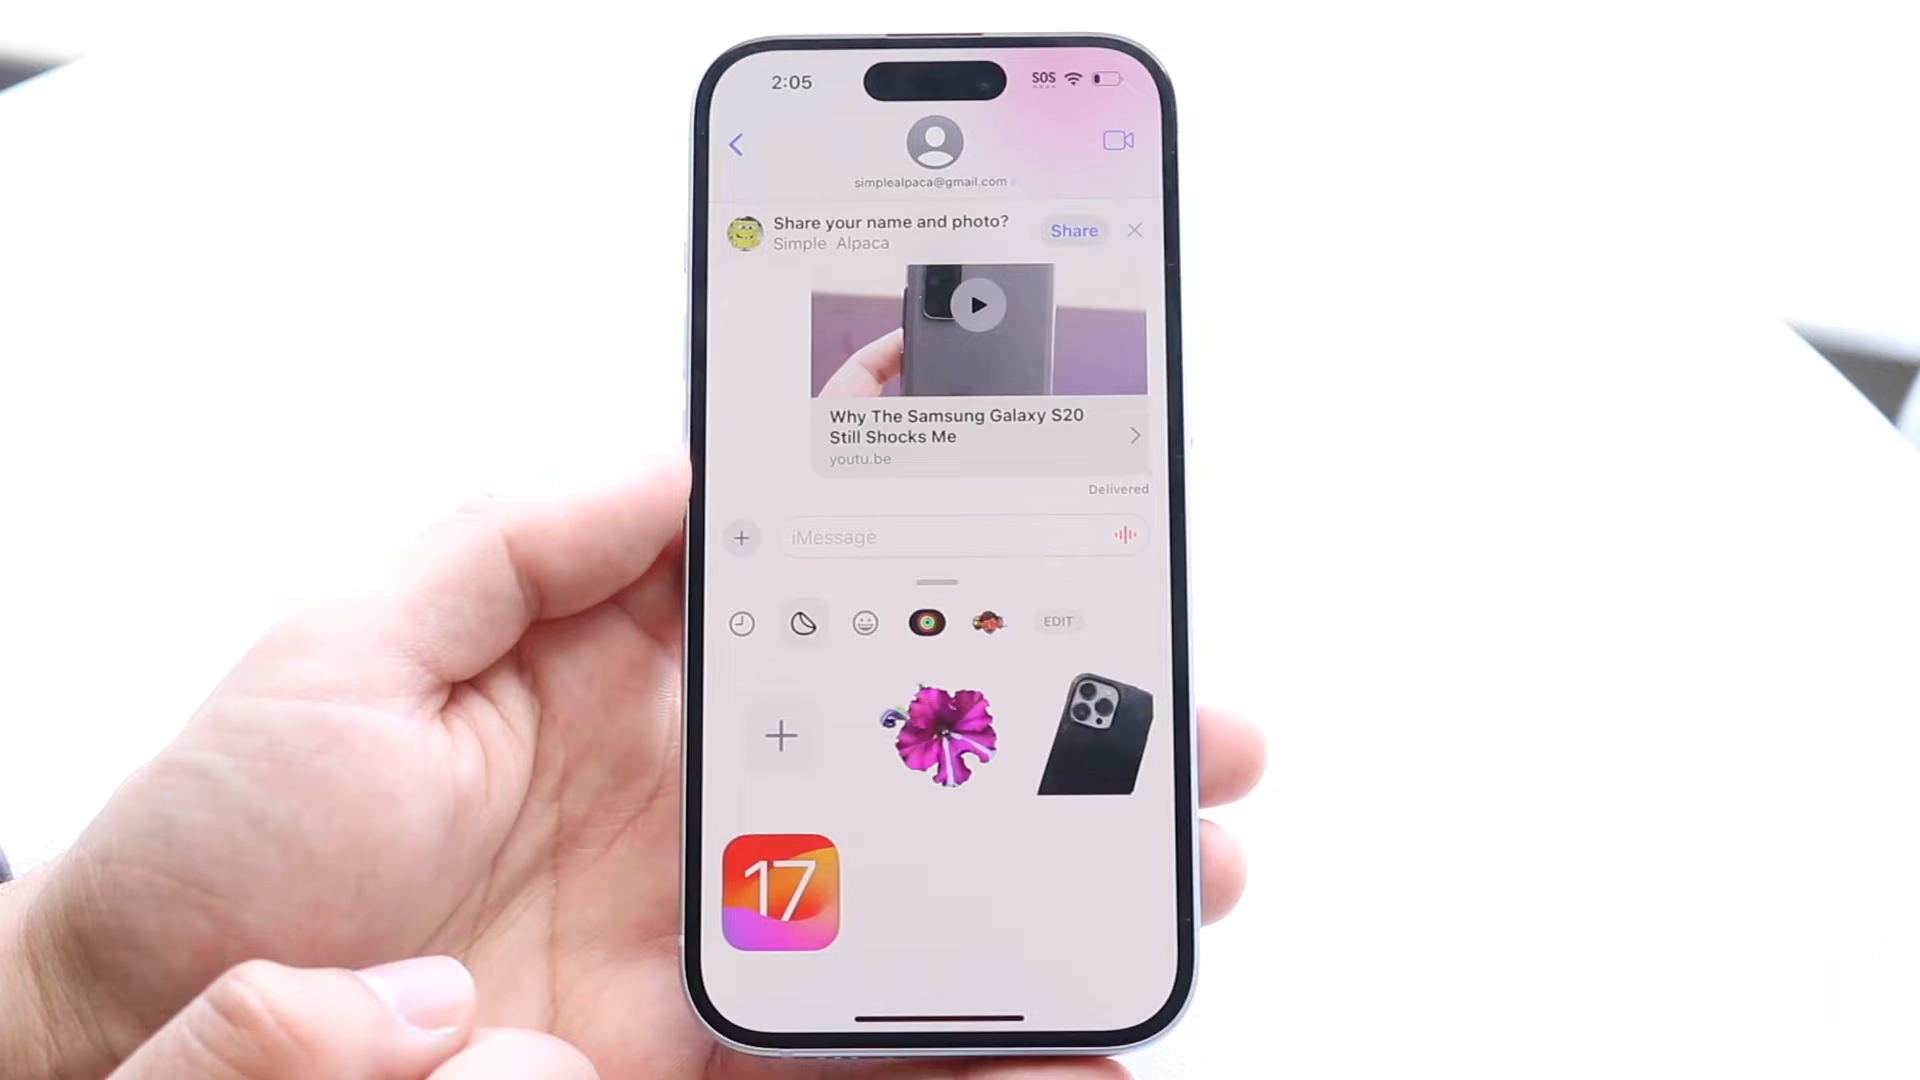 2:05
SOS
simplealpaca@gmail.com
Share your name and photo?
Simple Alpaca
Share
Why The Samsung Galaxy S20
Still Shocks Me
youtu.be
Delivered
iMessage
EDIT
17